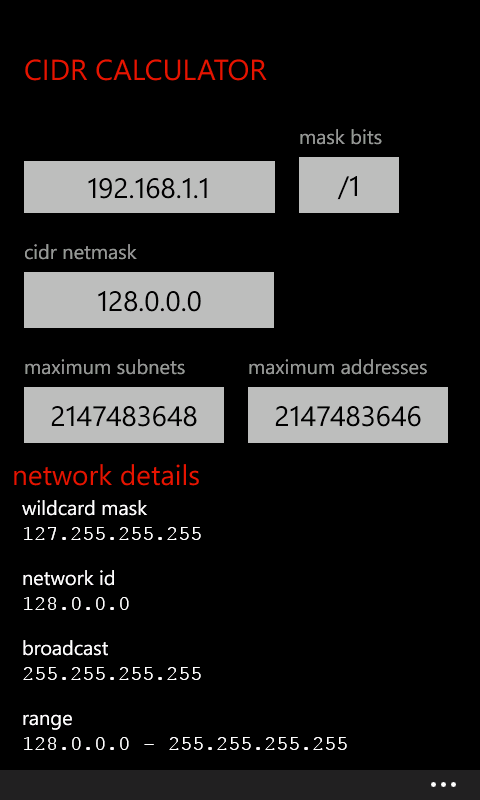 CIDR CALCULATOR
mask bits
192.168.1.1
/1
cidr netmask
128.0.0.0
maximum subnets
maximum addresses
2147483648
2147483646
network details
wildcard mask
127.255.255.255
network id
128.0.0.0
broadcast
255.255.255.255
range
128.0.0.0 - 255.255.255.255